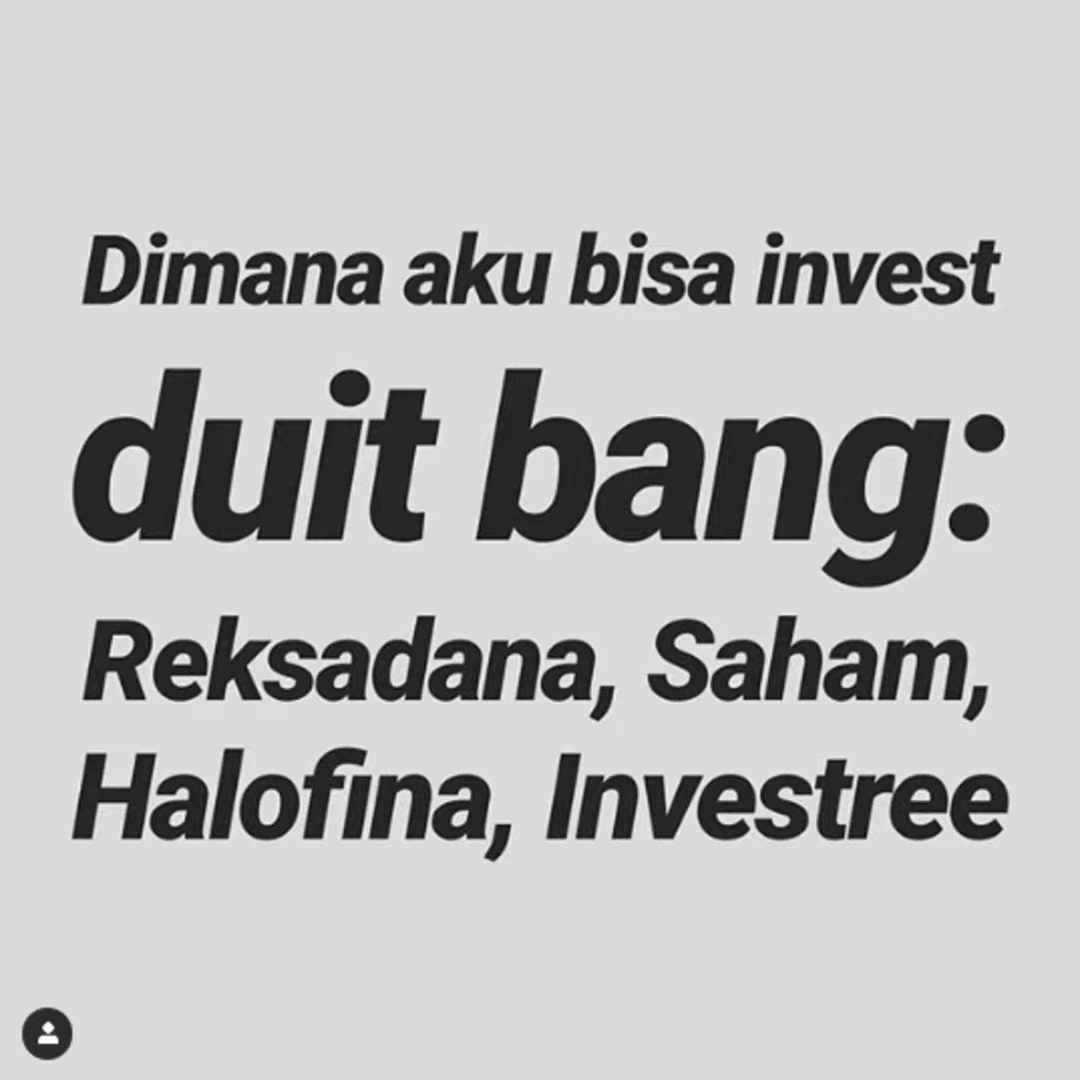 Dimana aku bisa invest
duit bang:
Reksadana, Saham,
Halofina, Investree